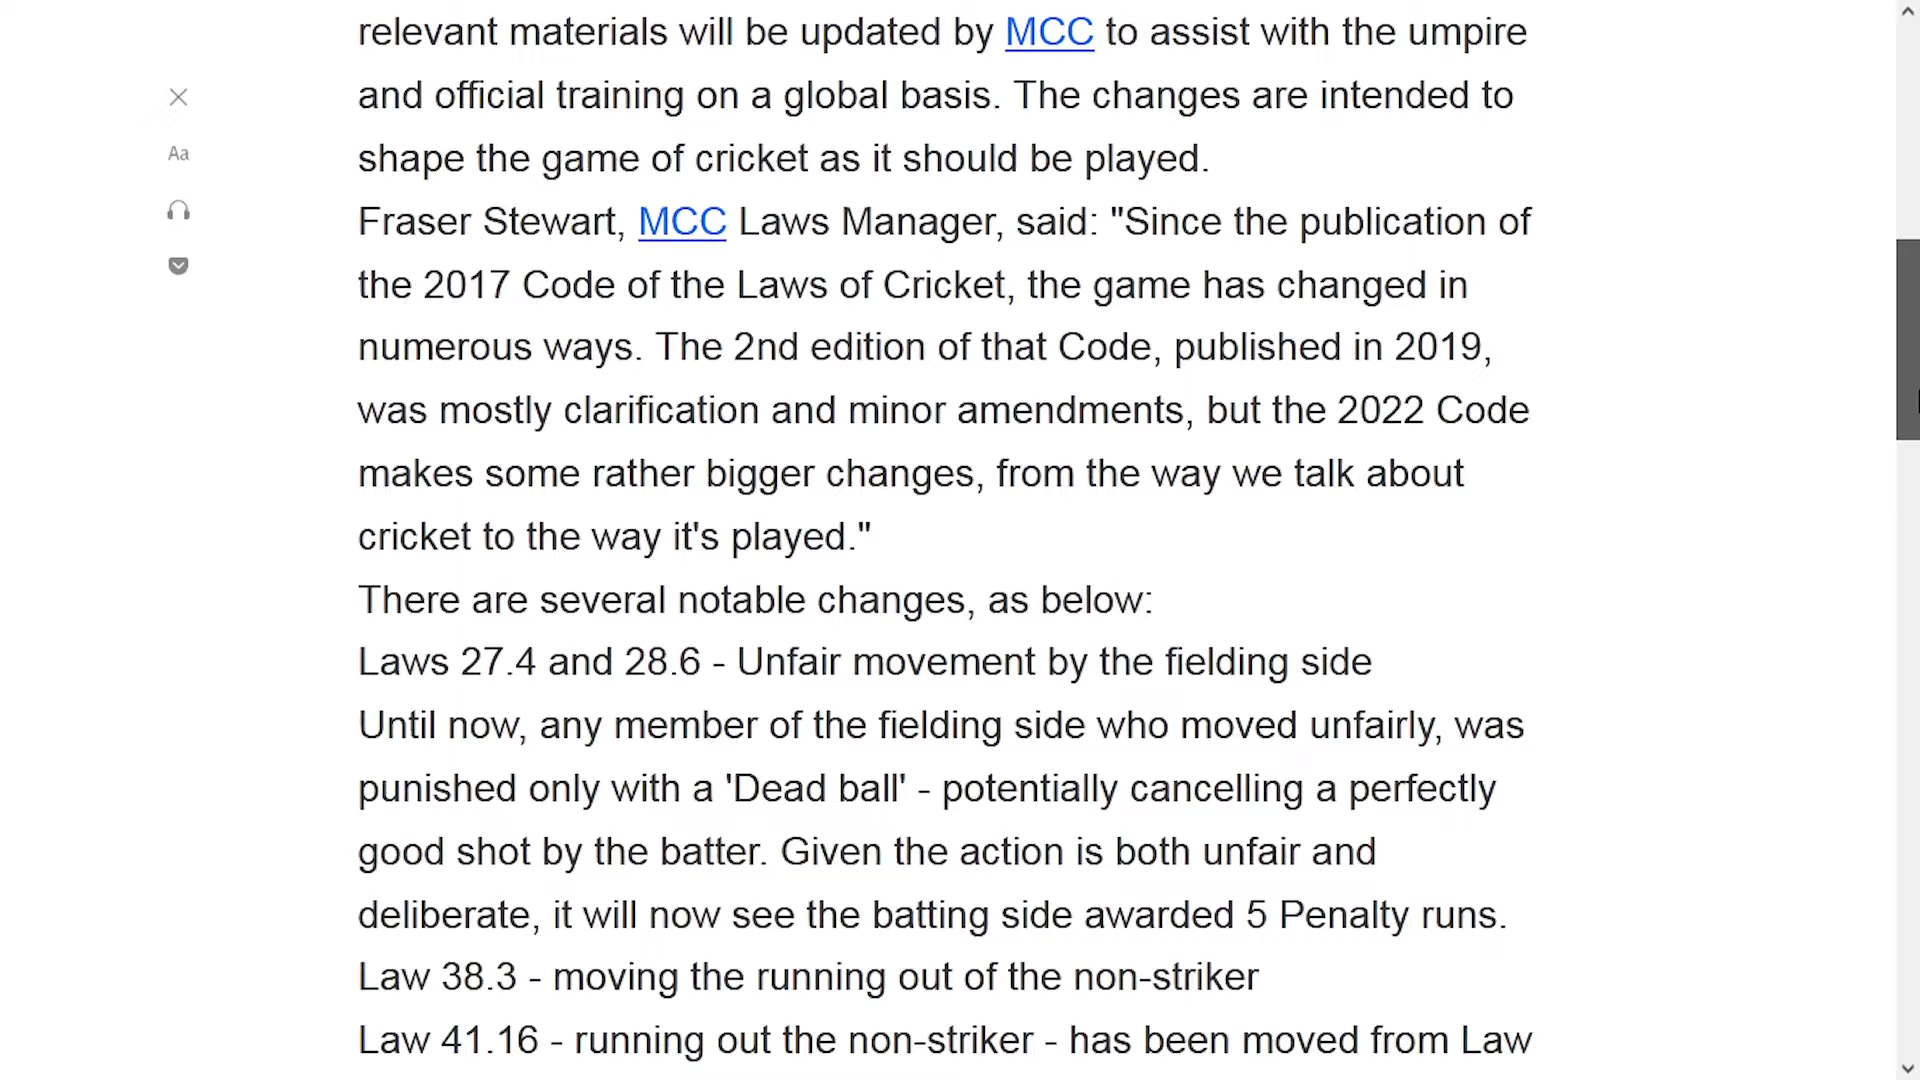 relevant materials will be updated by MCC to assist with the umpire
and official training on a global basis. The changes are intended to
Aa
shape the game of cricket as it should be played.
Fraser Stewart, MCC Laws Manager, said: "Since the publication of
the 2017 Code of the Laws of Cricket, the game has changed in
numerous ways. The 2nd edition of that Code, published in 2019,
was mostly clarification and minor amendments, but the 2022 Code
makes some rather bigger changes, from the way we talk about
cricket to the way it's played."
There are several notable changes, as below:
Laws 27.4 and 28.6 - Unfair movement by the fielding side
Until now, any member of the fielding side who moved unfairly, was
punished only with a 'Dead ball' - potentially cancelling a perfectly
good shot by the batter. Given the action is both unfair and
deliberate, it will now see the batting side awarded 5 Penalty runs.
Law 38.3 - moving the running out of the non-striker
Law 41.16 - running out the non-striker - has been moved from Law